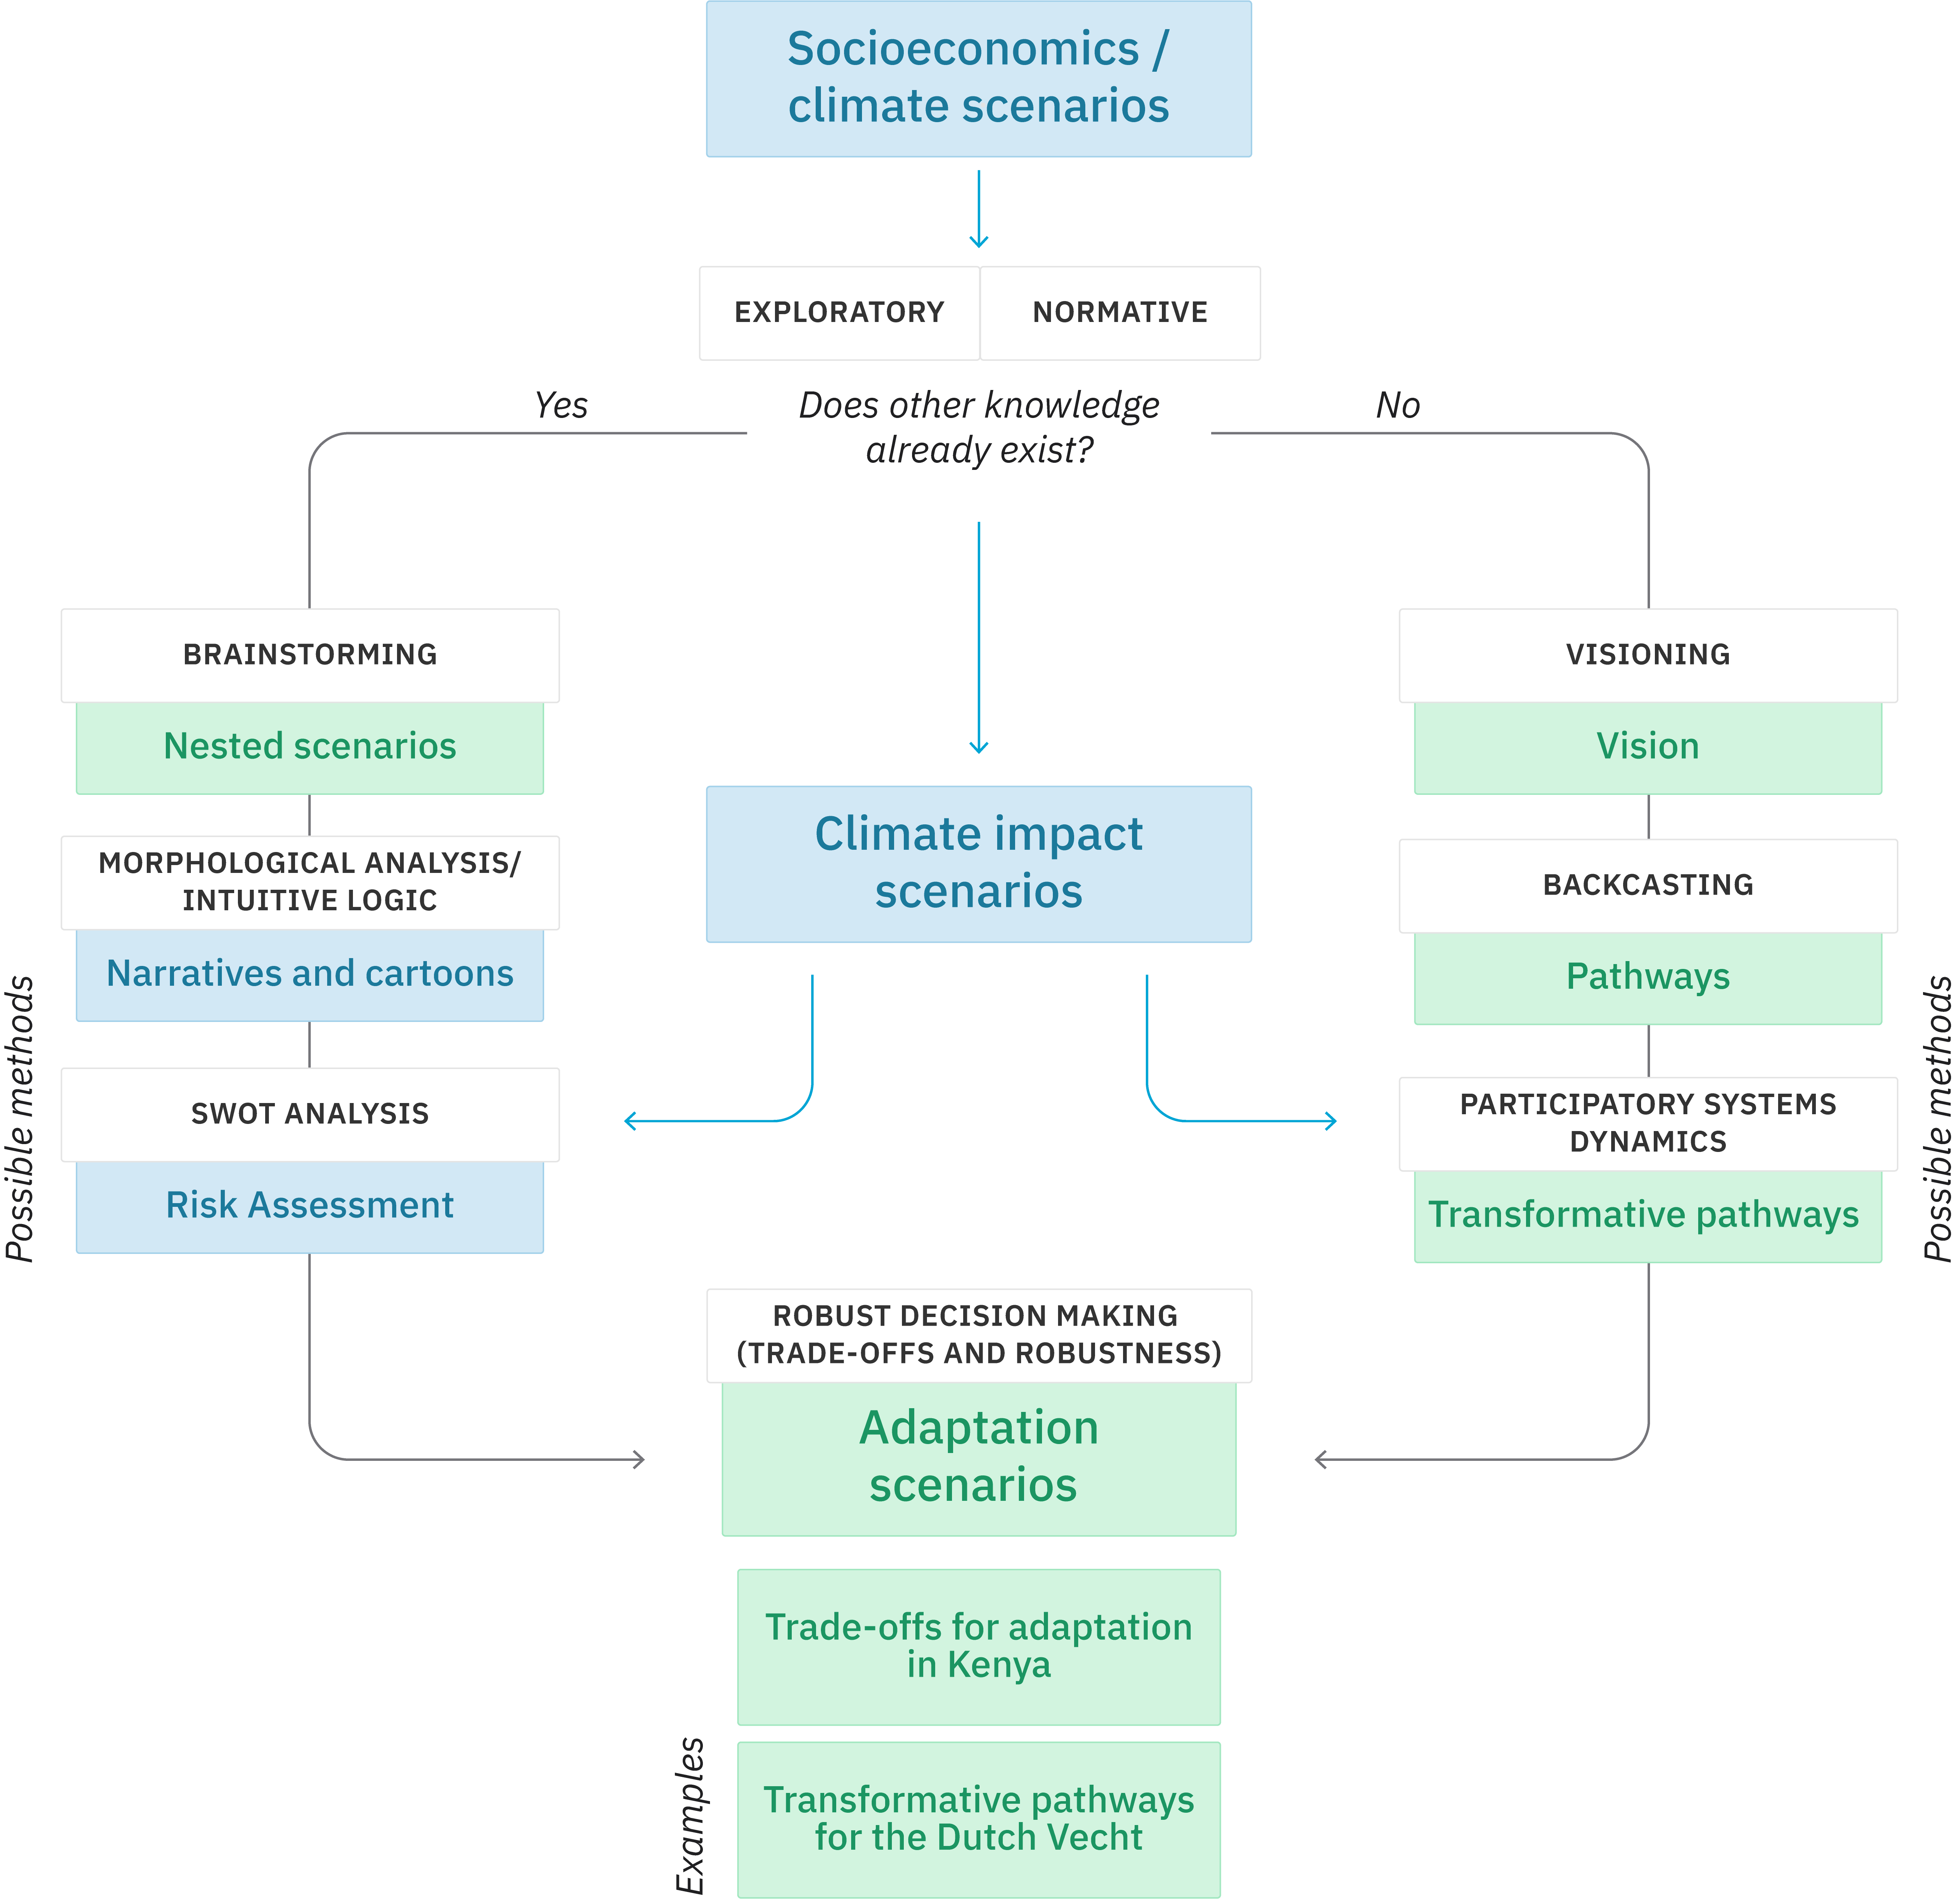 Socioeconomics /
climate scenarios
EXPLORATORY
NORMATIVE
Yes
Does other knowledge
already exist?
No
Possible methods
BRAINSTORMING
Nested scenarios
MORPHOLOGICAL ANALYSIS/
INTUITIVE LOGIC
Narratives and cartoons
SWOT ANALYSIS
Risk Assessment
Climate impact
scenarios
VISIONING
Vision
BACKCASTING
Pathways
PARTICIPATORY SYSTEMS
DYNAMICS
Transformative pathways
Possible methods
ROBUST DECISION MAKING
(TRADE-OFFS AND ROBUSTNESS)
Adaptation
scenarios
Examples
Trade-offs for adaptation
in Kenya
Transformative pathways
for the Dutch Vecht